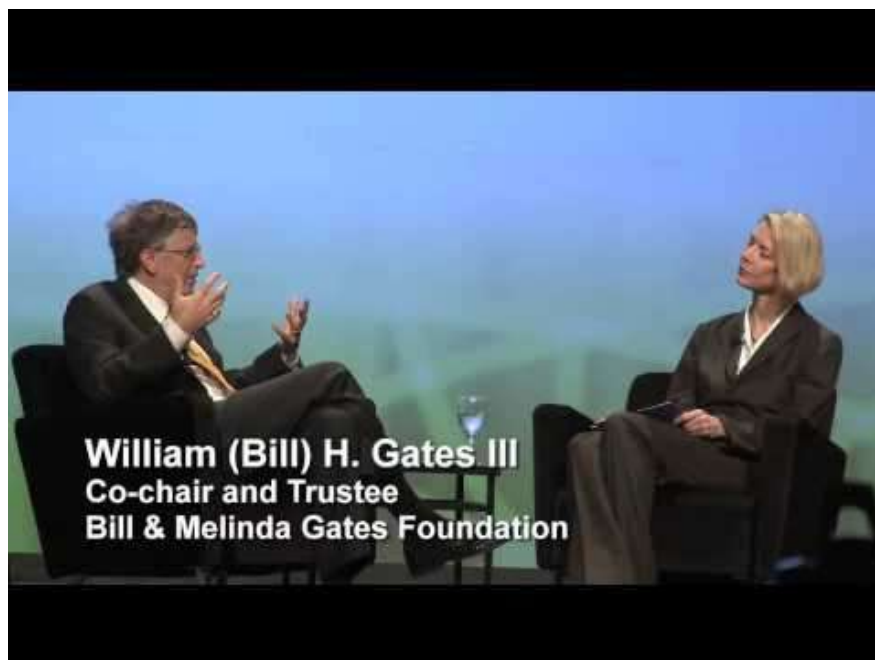 William (Bill) H. Gates III
Co-chair and Trustee
Bill & Melinda Gates Foundation